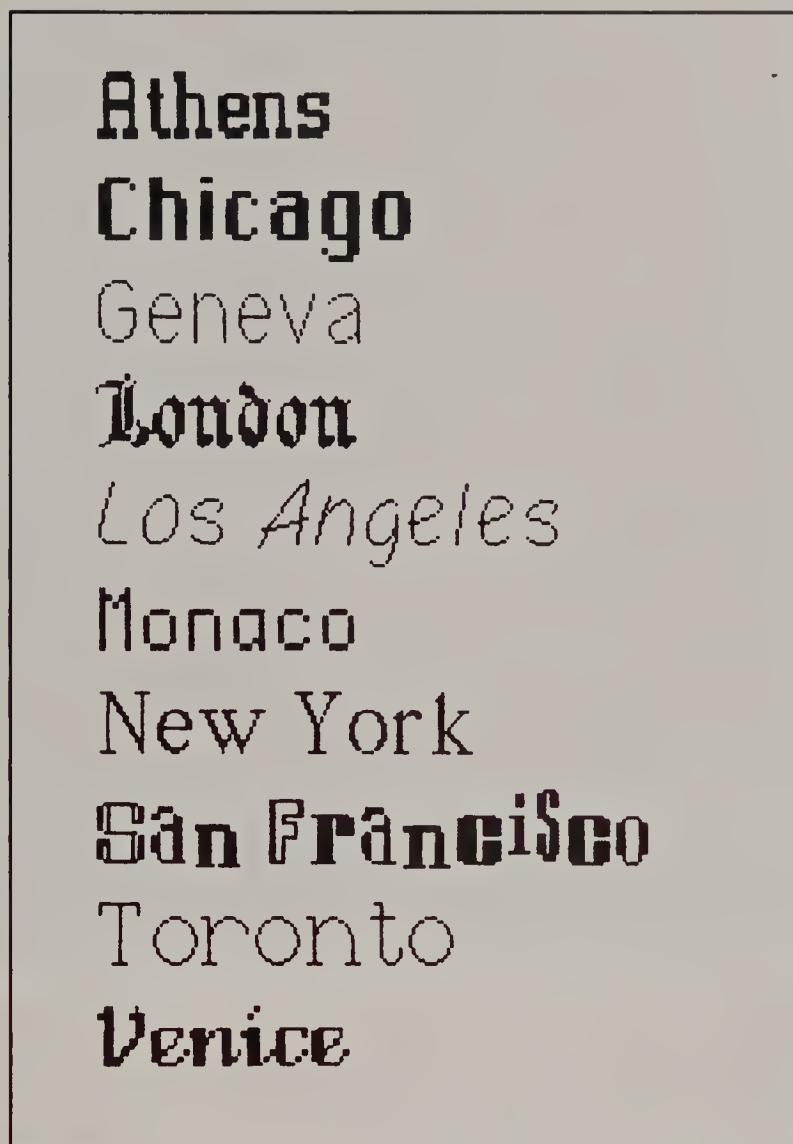 Athens
Chicago
Geneva
London
Los Angeles
Monaco
New York
San Francisco
Toronto
Venice